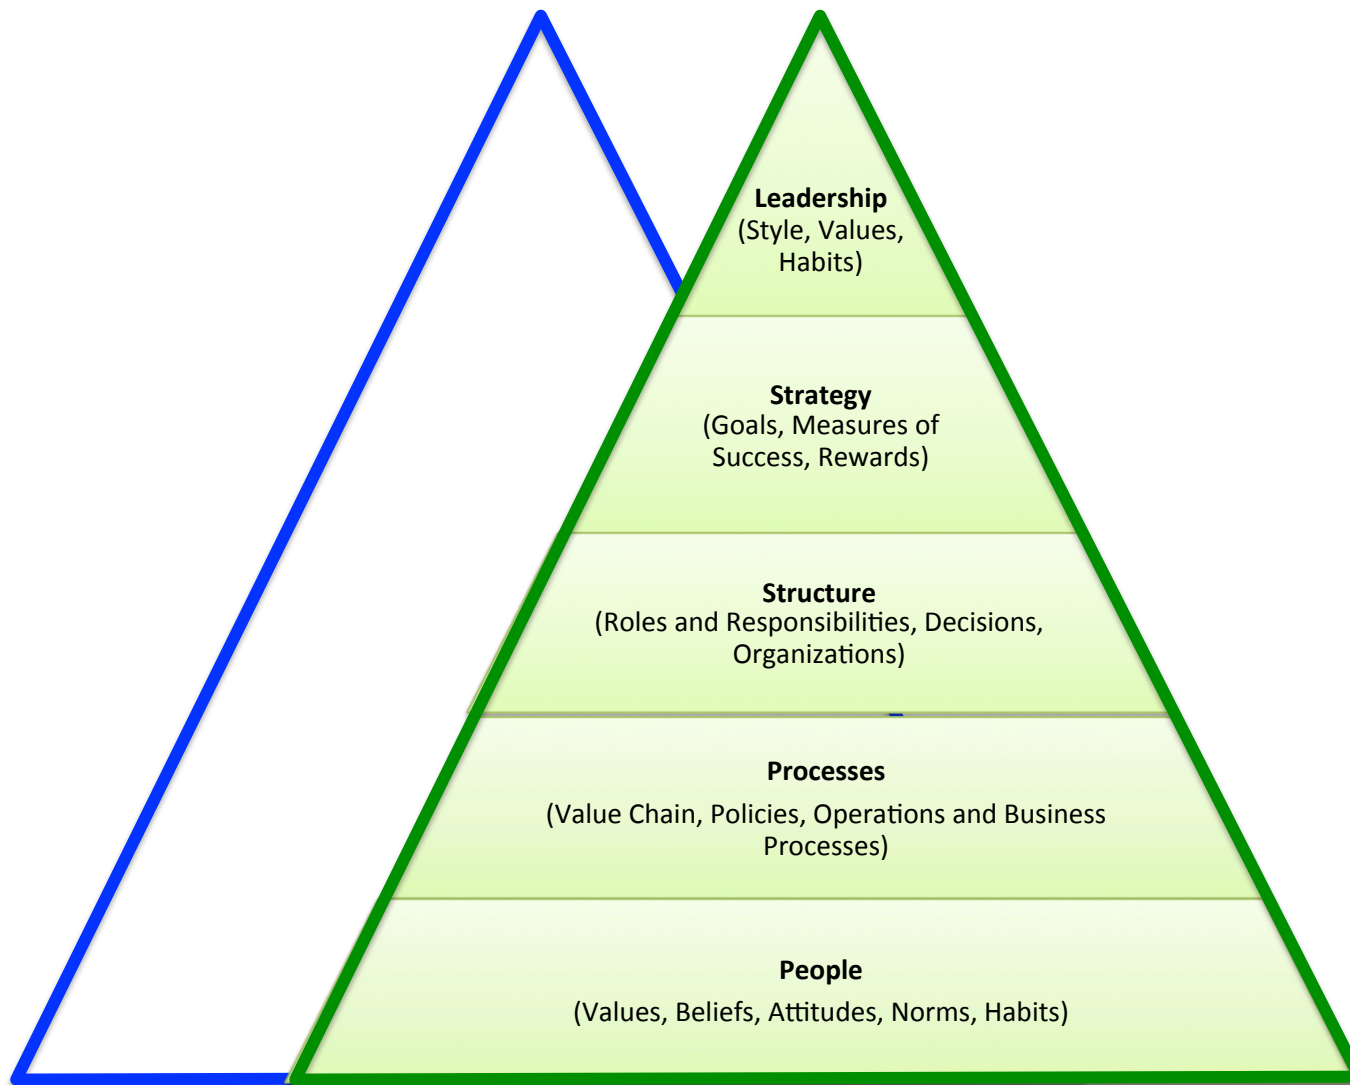 Leadership
(Style, Values,
Habits)
Strategy
(Goals, Measures of
Success, Rewards)
Structure
(Roles and Responsibilities, Decisions,
Organizations)
Processes
(Value Chain, Policies, Operations and Business
Processes)
People
(Values, Beliefs, Attitudes, Norms, Habits)